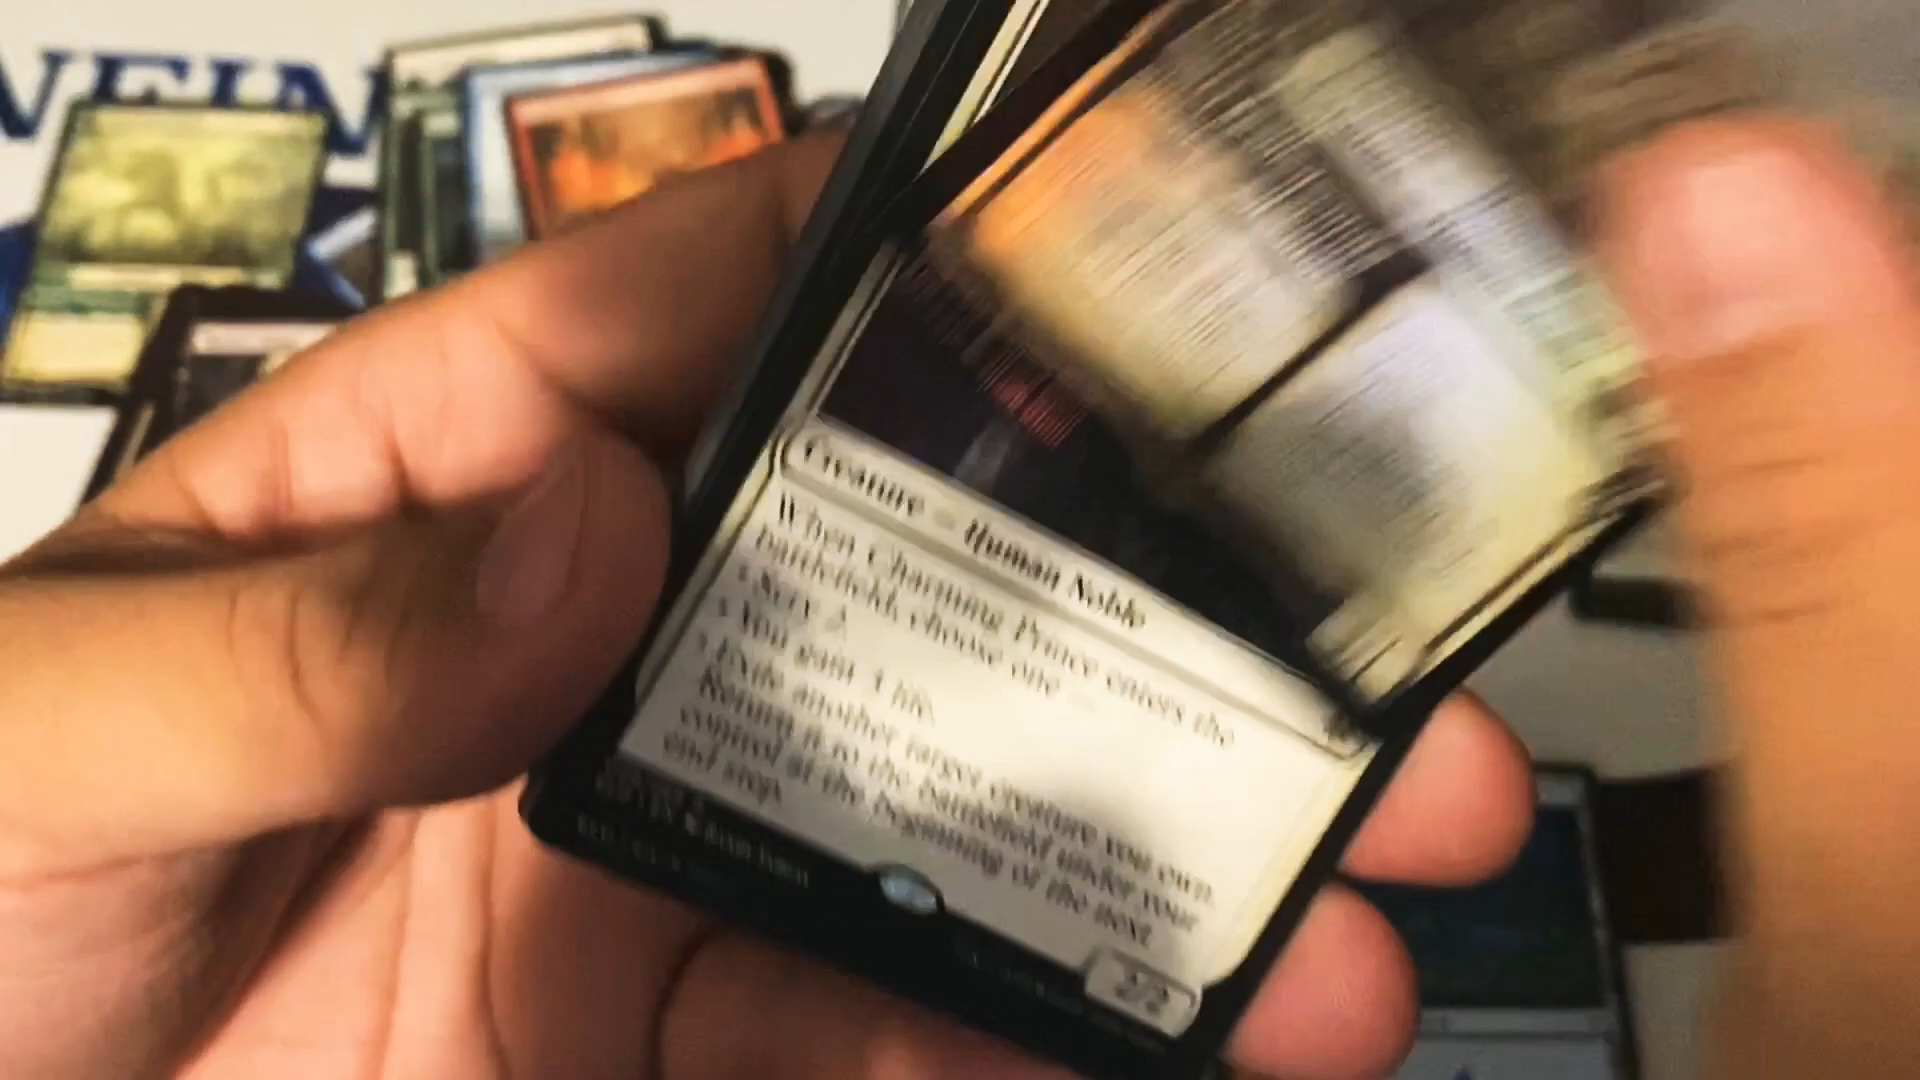 Creature – Human Noble
When Charming Prince enters the
battlefield, choose one —
• Scry 2.
• You gain 3 life.
• Exile another target creature you own.
Return it to the battlefield under your
control at the beginning of the next
end step.
2/2